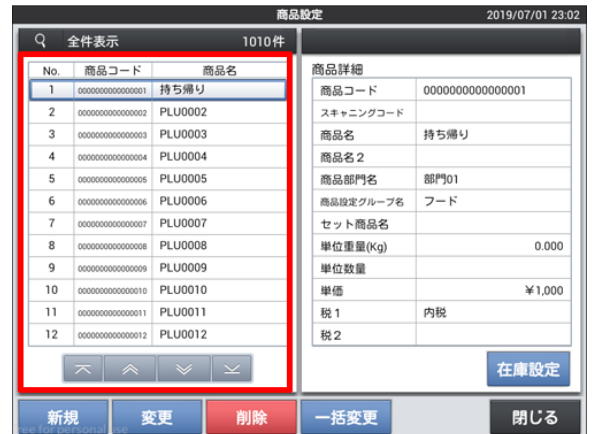 商品設定 2019/07/01 23:02
全件表示 1010件
No. 商品コード 商品名
1 0000000000000001 持ち帰り
2 0000000000000002 PLU0002
3 0000000000000003 PLU0003
4 0000000000000004 PLU0004
5 0000000000000005 PLU0005
6 0000000000000006 PLU0006
7 0000000000000007 PLU0007
8 0000000000000008 PLU0008
9 0000000000000009 PLU0009
10 0000000000000010 PLU0010
11 0000000000000011 PLU0011
12 0000000000000012 PLU0012
商品詳細
商品コード 0000000000000001
スキャニングコード
商品名 持ち帰り
商品名2
商品部門名 部門01
商品設定グループ名 フード
セット商品名
単位重量(Kg) 0.000
単位数量
単価 ¥1,000
税1 内税
税2
在庫設定
新規 変更 削除 一括変更 閉じる
ee for personal use